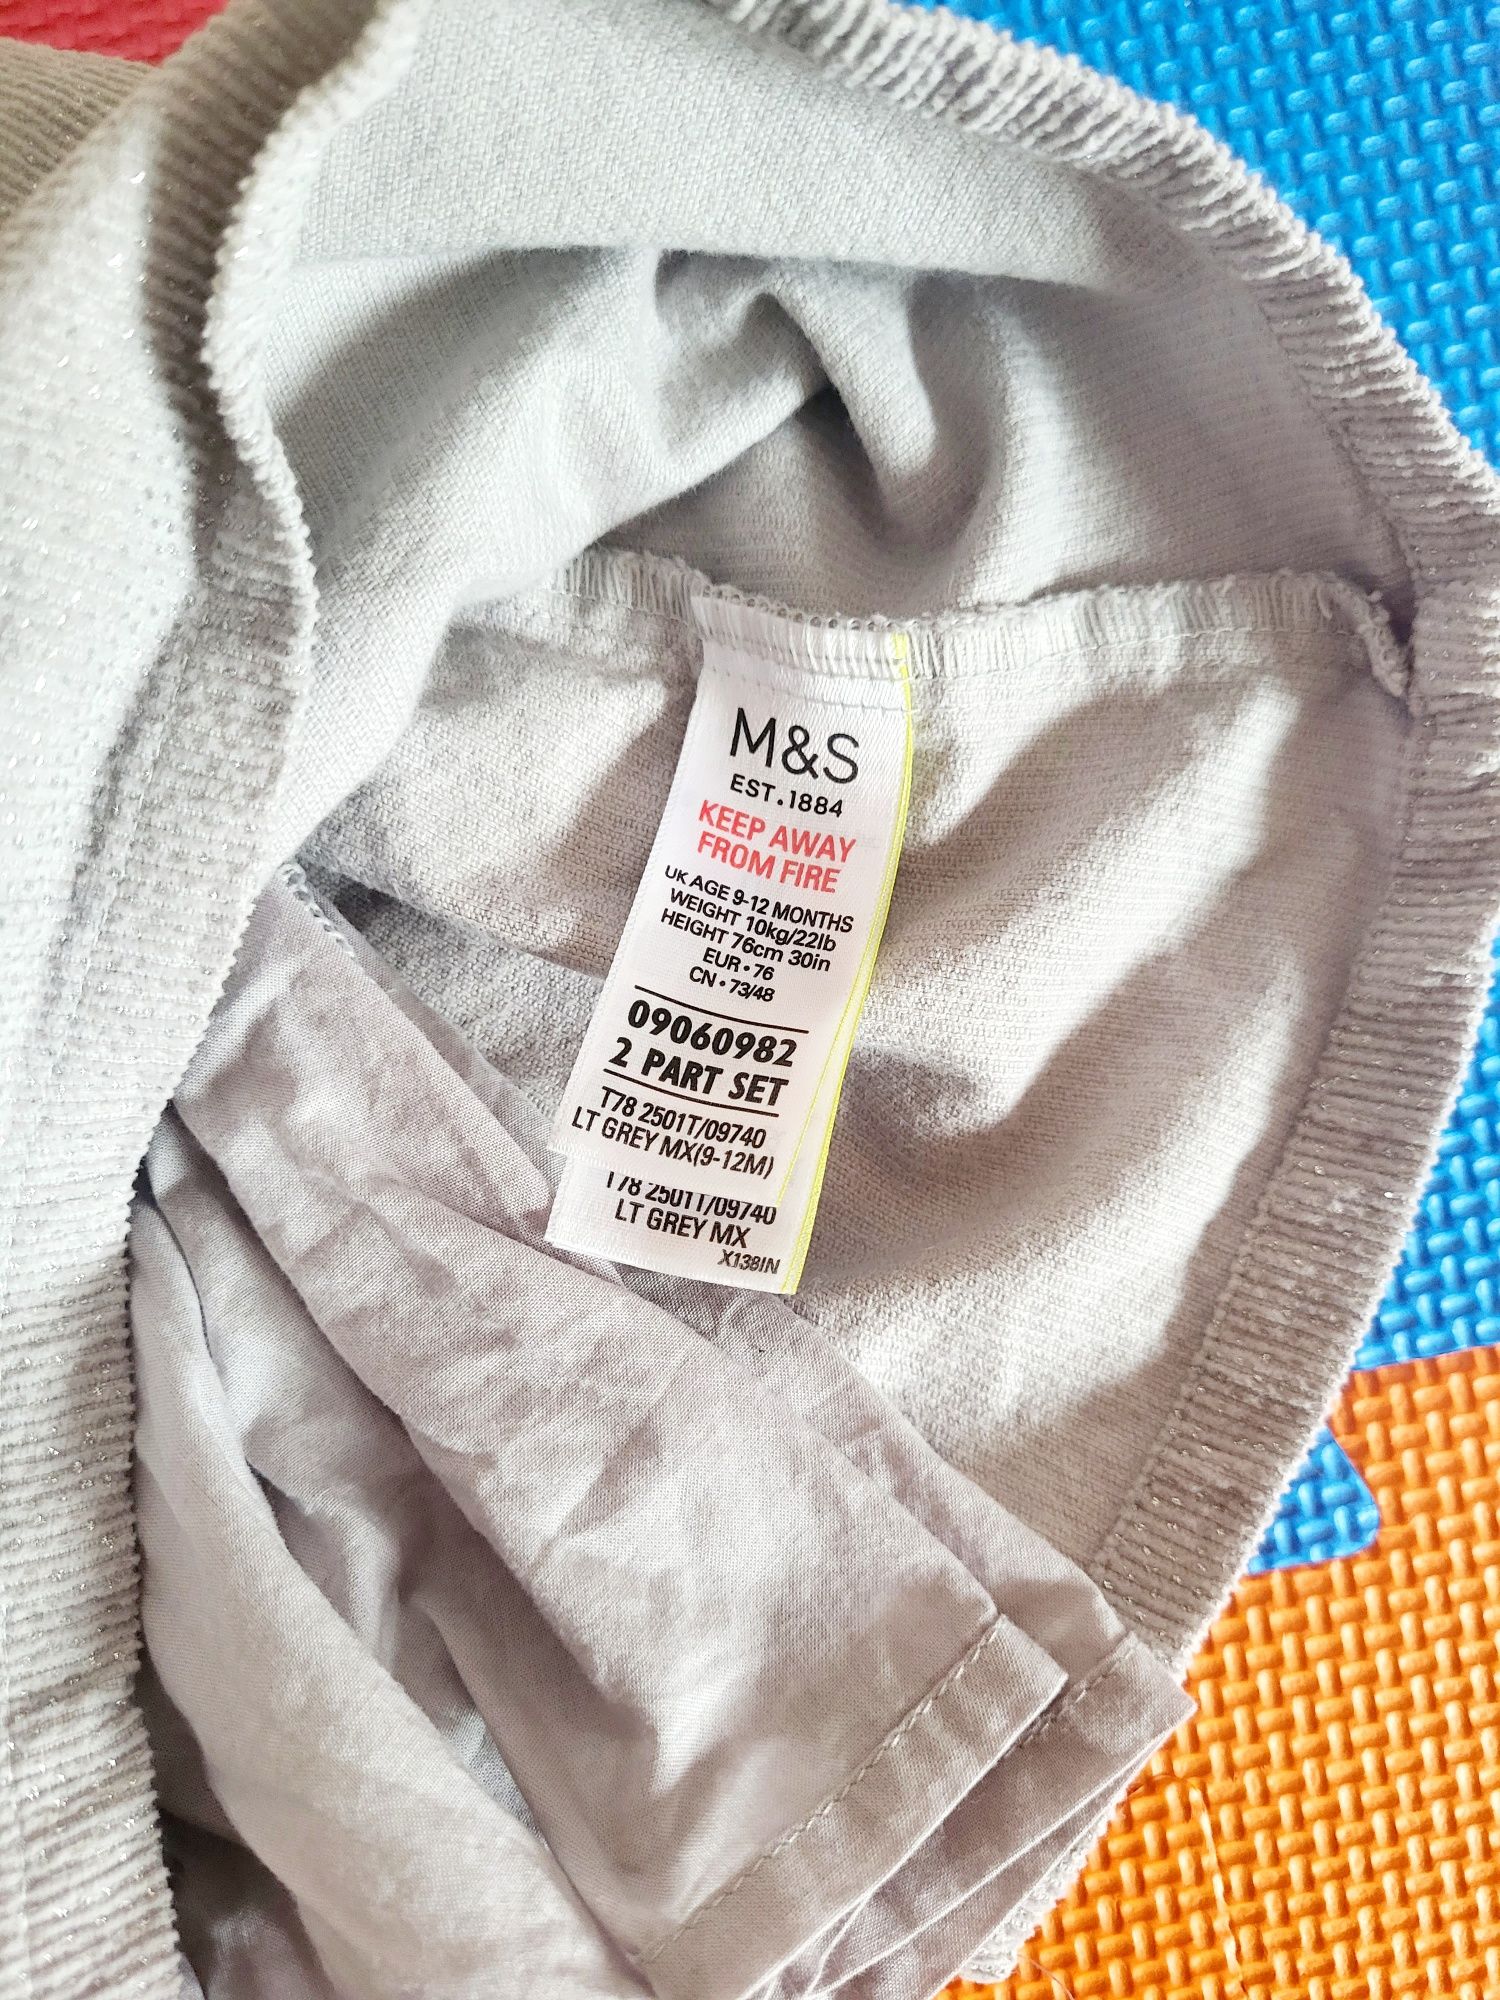 M&S
EST.1884
KEEP AWAY
FROM FIRE
UK AGE 9-12 MONTHS
WEIGHT 10kg/22lb
HEIGHT 76cm 30in
EUR • 76
CN • 73/48
09060982
2 PART SET
T78 2501T/09740
LT GREY MX(9-12M)
T78 2501T/09740
LT GREY MX
X138IN